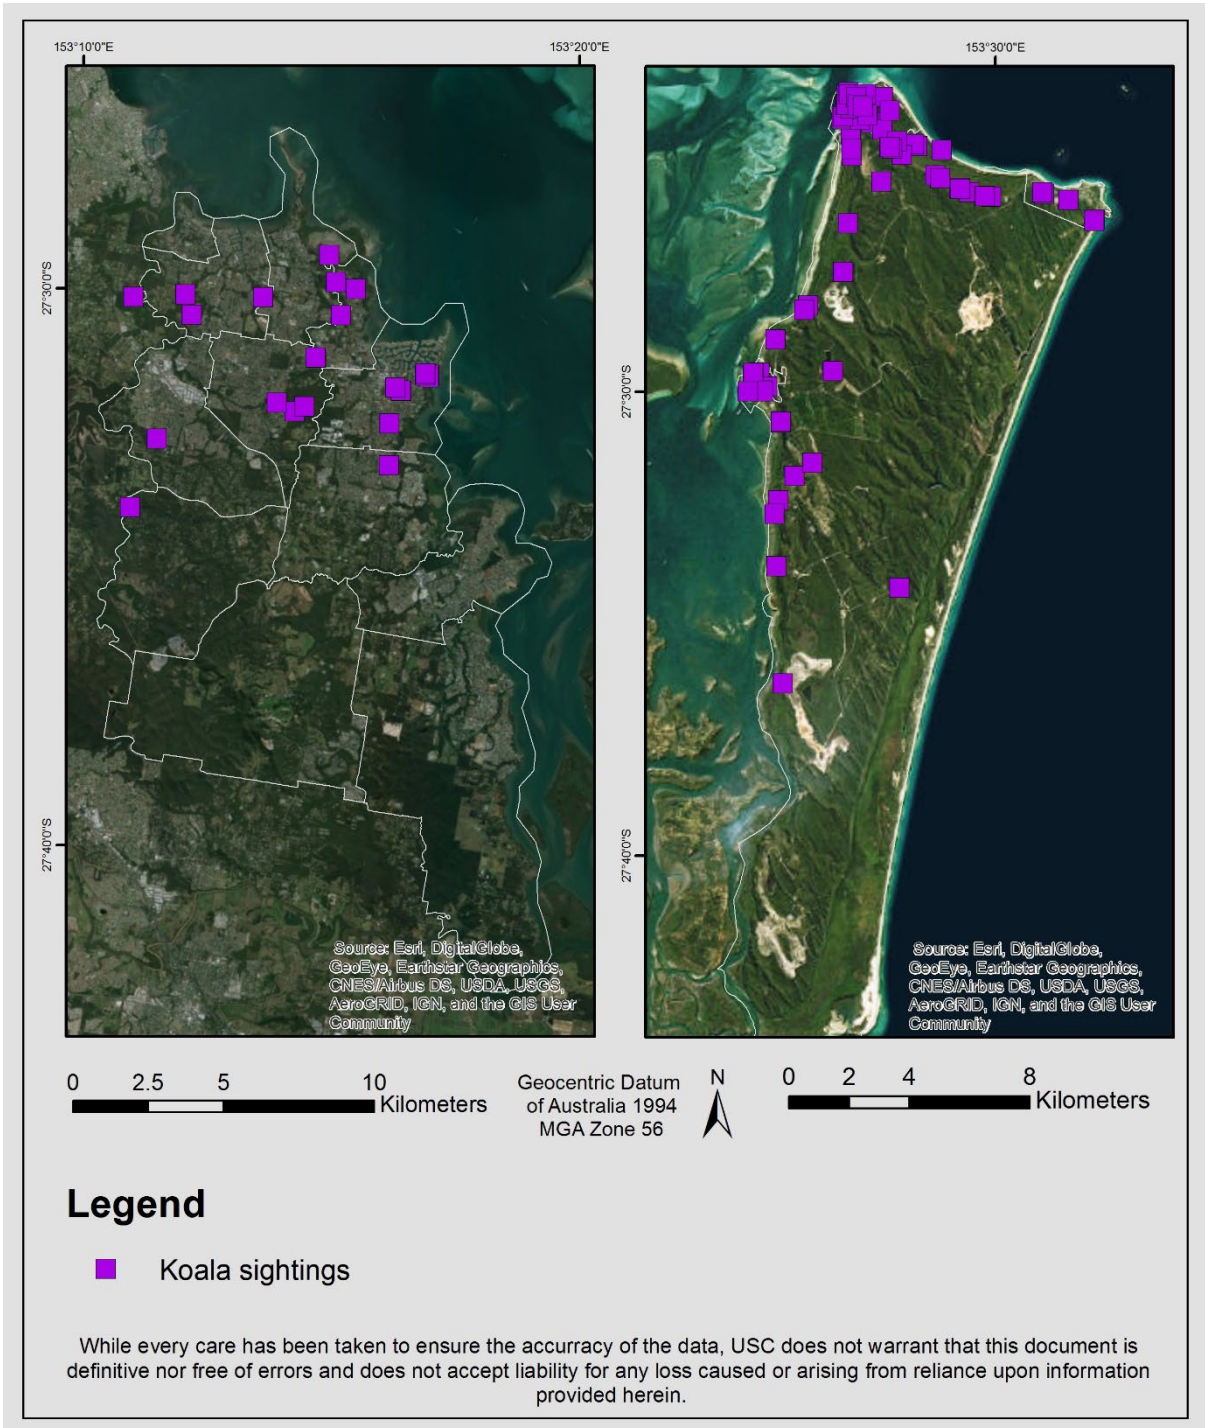 153°10'0"E
153°20'0"E
153°30'0"E
27°30'0"S
27°40'0"S
27°30'0"S
27°40'0"S
Source: Esri, DigitalGlobe,
GeoEye, Earthstar Geographics,
CNES/Airbus DS, USDA, USGS,
AeroGRID, IGN, and the GIS User
Community
Source: Esri, DigitalGlobe,
GeoEye, Earthstar Geographics,
CNES/Airbus DS, USDA, USGS,
AeroGRID, IGN, and the GIS User
Community
0 2.5 5 10
Kilometers
Geocentric Datum
of Australia 1994
MGA Zone 56
N
0 2 4 8
Kilometers
Legend
Koala sightings
While every care has been taken to ensure the accurracy of the data, USC does not warrant that this document is
definitive nor free of errors and does not accept liability for any loss caused or arising from reliance upon information
provided herein.